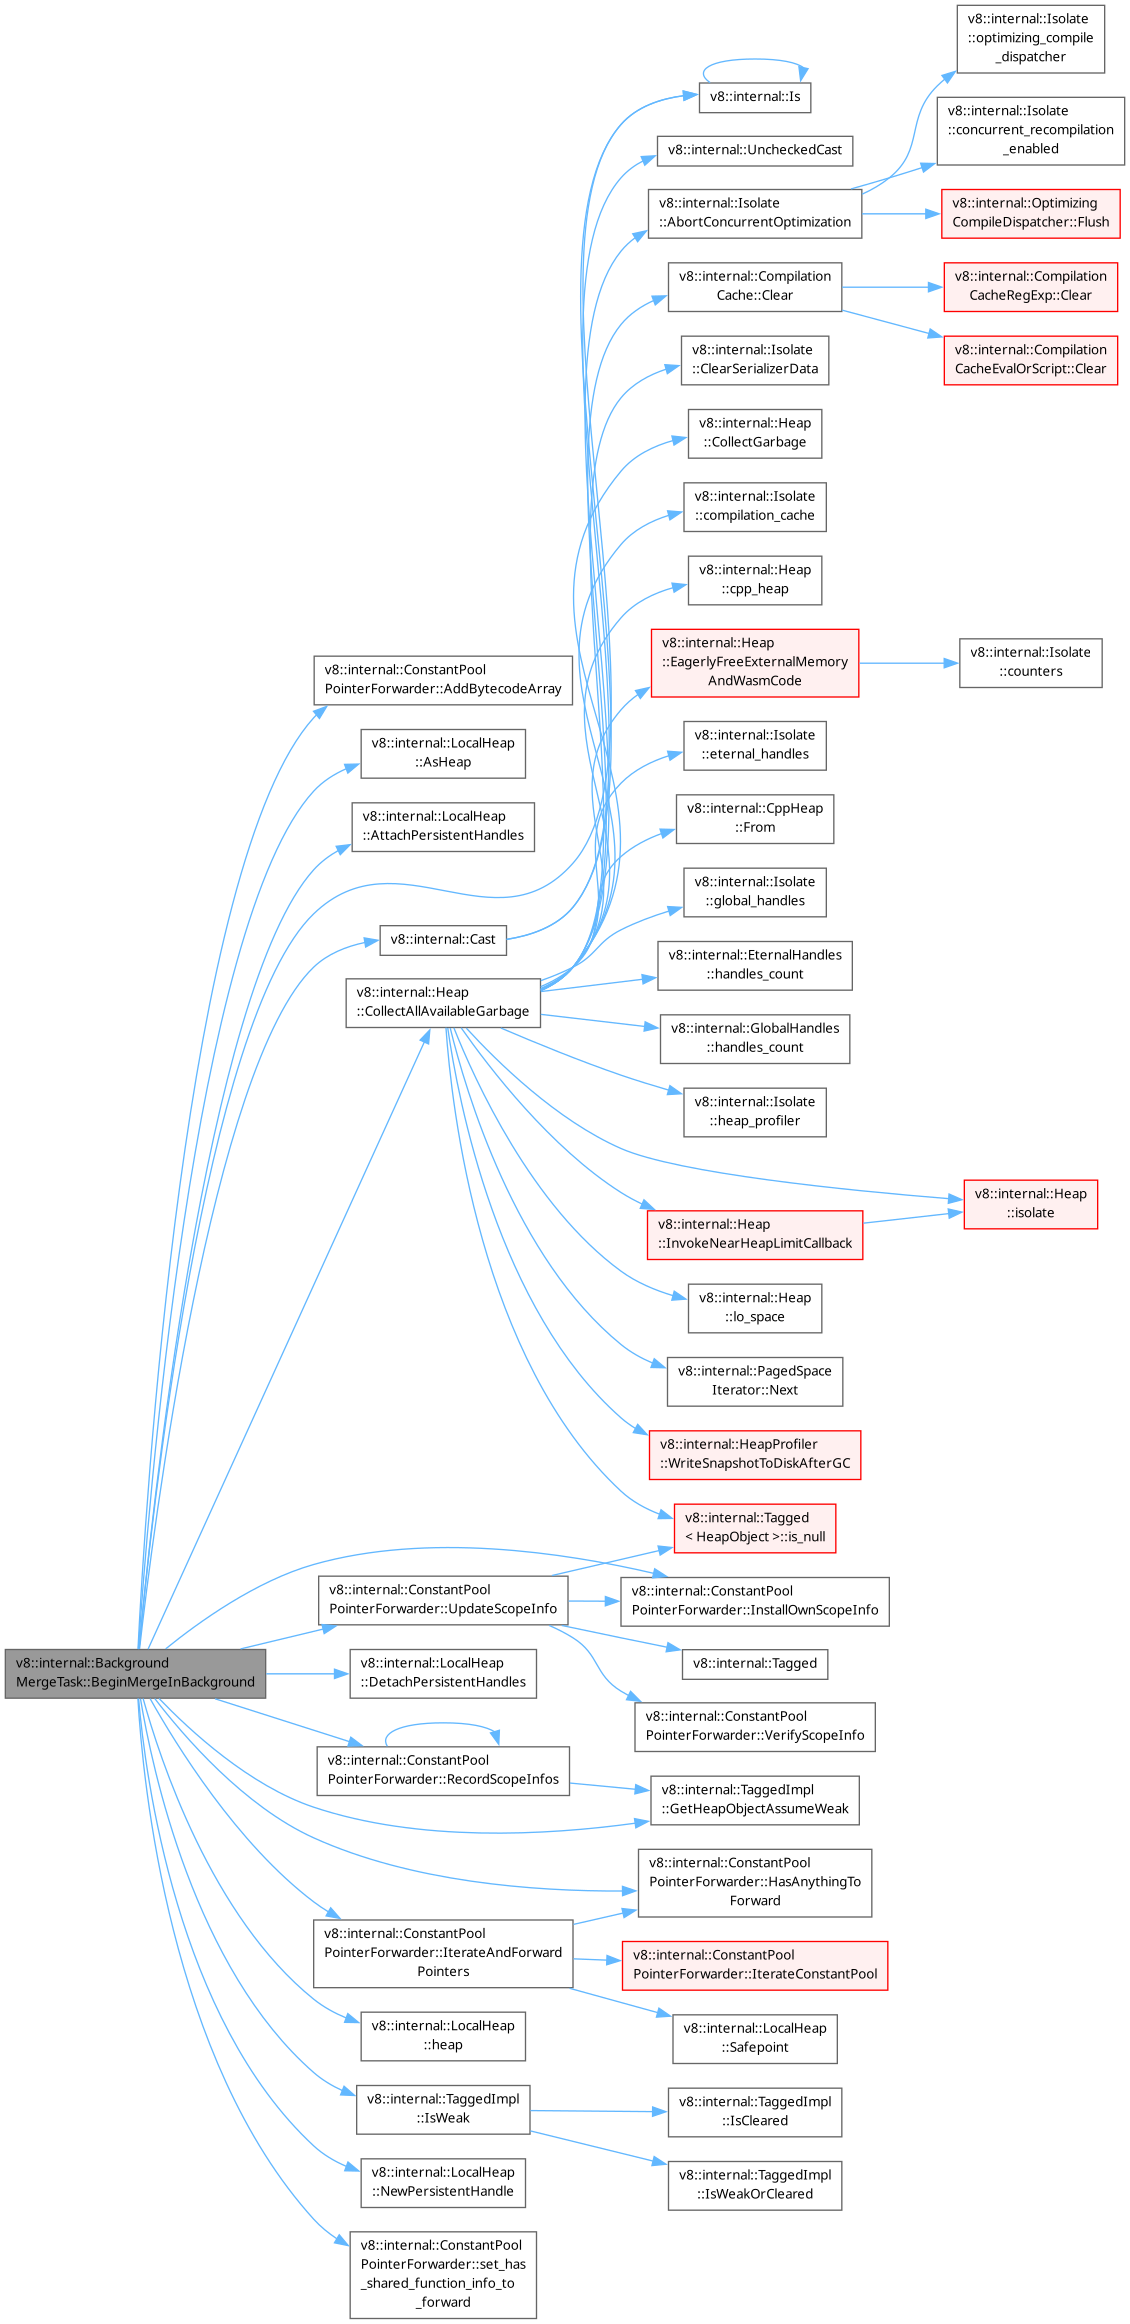 v8::internal::Background
MergeTask::BeginMergeInBackground
v8::internal::ConstantPool
PointerForwarder::AddBytecodeArray
v8::internal::LocalHeap
::AsHeap
v8::internal::LocalHeap
::AttachPersistentHandles
v8::internal::Cast
v8::internal::Heap
::CollectAllAvailableGarbage
v8::internal::ConstantPool
PointerForwarder::UpdateScopeInfo
v8::internal::LocalHeap
::DetachPersistentHandles
v8::internal::ConstantPool
PointerForwarder::RecordScopeInfos
v8::internal::ConstantPool
PointerForwarder::IterateAndForward
Pointers
v8::internal::LocalHeap
::heap
v8::internal::TaggedImpl
::IsWeak
v8::internal::LocalHeap
::NewPersistentHandle
v8::internal::ConstantPool
PointerForwarder::set_has
_shared_function_info_to
_forward
v8::internal::Is
v8::internal::UncheckedCast
v8::internal::Isolate
::AbortConcurrentOptimization
v8::internal::Compilation
Cache::Clear
v8::internal::Isolate
::ClearSerializerData
v8::internal::Heap
::CollectGarbage
v8::internal::Isolate
::compilation_cache
v8::internal::Heap
::cpp_heap
v8::internal::Heap
::EagerlyFreeExternalMemory
AndWasmCode
v8::internal::Isolate
::eternal_handles
v8::internal::CppHeap
::From
v8::internal::Isolate
::global_handles
v8::internal::EternalHandles
::handles_count
v8::internal::GlobalHandles
::handles_count
v8::internal::Isolate
::heap_profiler
v8::internal::Heap
::InvokeNearHeapLimitCallback
v8::internal::Heap
::lo_space
v8::internal::PagedSpace
Iterator::Next
v8::internal::HeapProfiler
::WriteSnapshotToDiskAfterGC
v8::internal::Tagged
< HeapObject >::is_null
v8::internal::ConstantPool
PointerForwarder::InstallOwnScopeInfo
v8::internal::Tagged
v8::internal::ConstantPool
PointerForwarder::VerifyScopeInfo
v8::internal::TaggedImpl
::GetHeapObjectAssumeWeak
v8::internal::ConstantPool
PointerForwarder::HasAnythingTo
Forward
v8::internal::ConstantPool
PointerForwarder::IterateConstantPool
v8::internal::LocalHeap
::Safepoint
v8::internal::TaggedImpl
::IsCleared
v8::internal::TaggedImpl
::IsWeakOrCleared
v8::internal::Isolate
::optimizing_compile
_dispatcher
v8::internal::Isolate
::concurrent_recompilation
_enabled
v8::internal::Optimizing
CompileDispatcher::Flush
v8::internal::Compilation
CacheRegExp::Clear
v8::internal::Compilation
CacheEvalOrScript::Clear
v8::internal::Isolate
::counters
v8::internal::Heap
::isolate